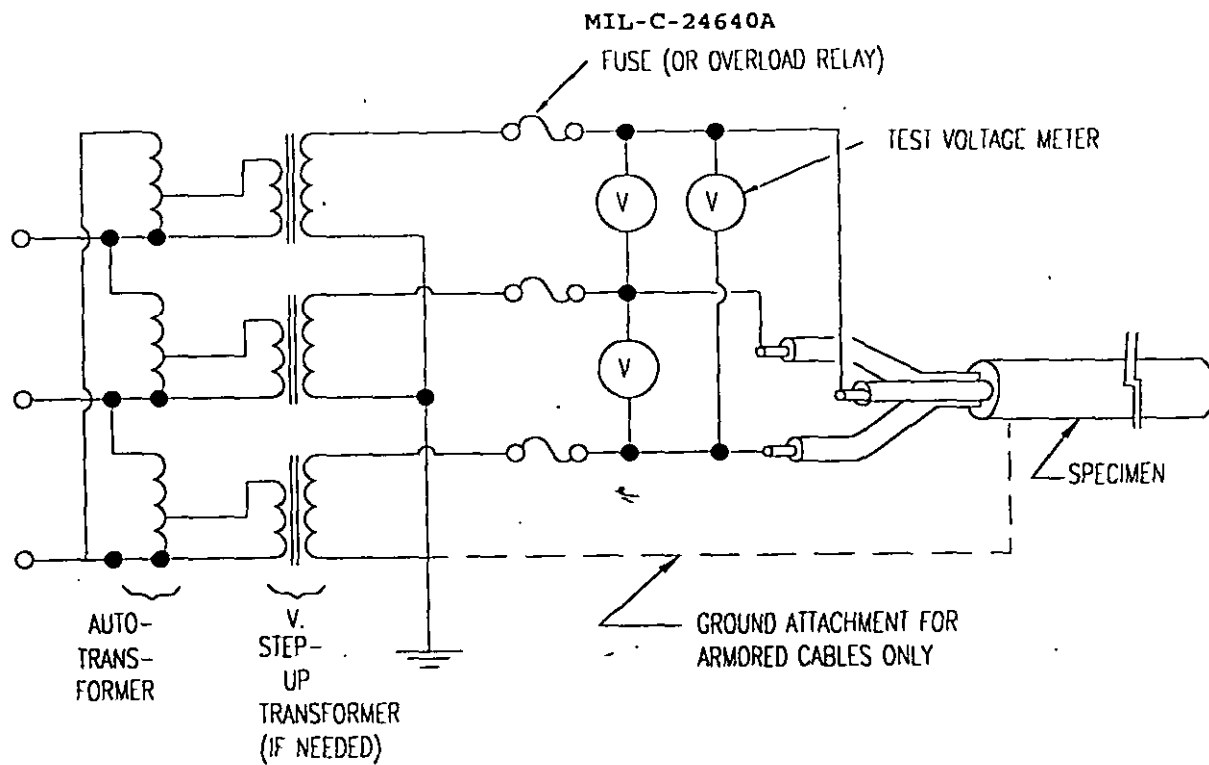 MIL-C-24640A
FUSE (OR OVERLOAD RELAY)
TEST VOLTAGE METER
V
V
V
SPECIMEN
AUTO-
TRANS-
FORMER
V.
STEP-
UP
TRANSFORMER
(IF NEEDED)
GROUND ATTACHMENT FOR
ARMORED CABLES ONLY